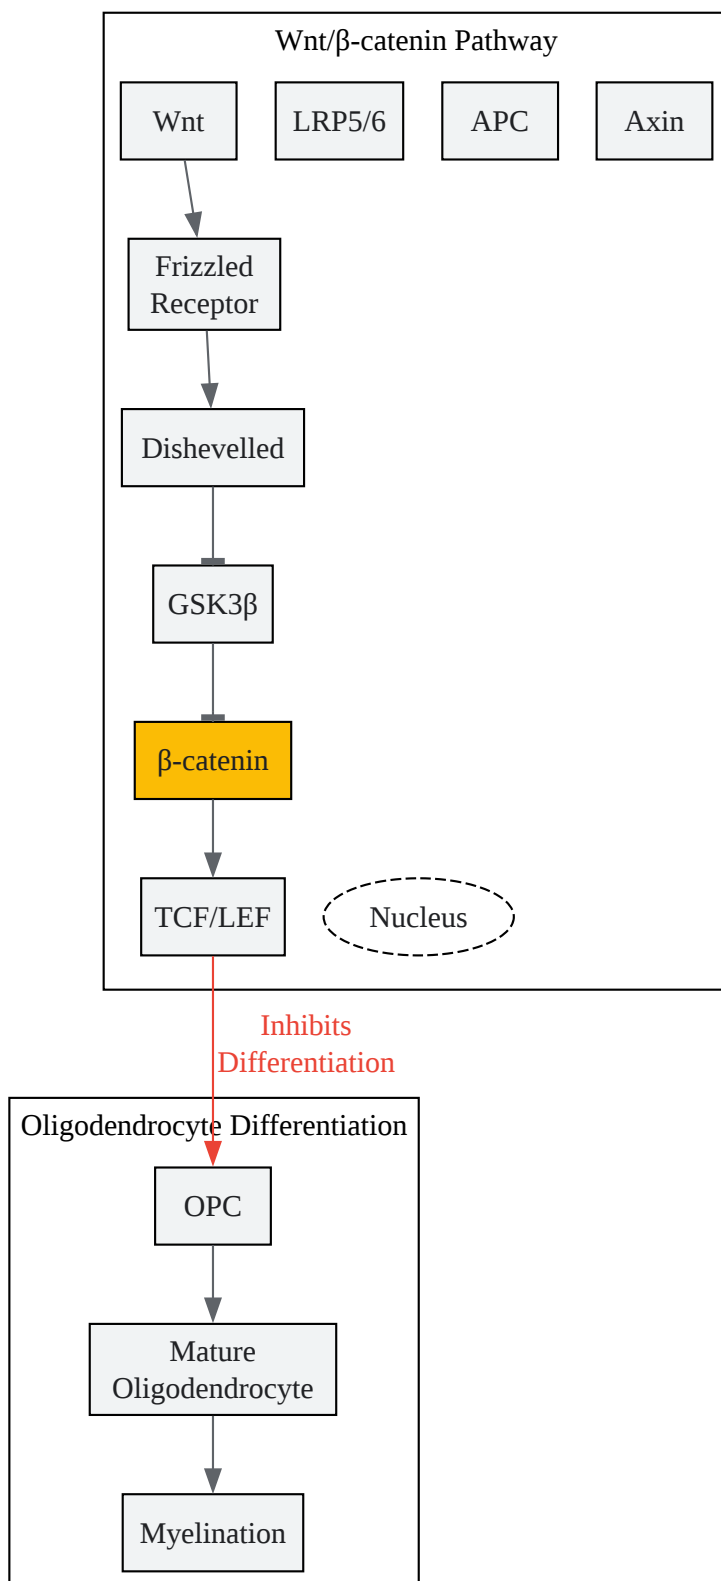 Wnt/β-catenin Pathway
Wnt
LRP5/6
APC
Axin
Frizzled
Receptor
Dishevelled
GSK3β
β-catenin
TCF/LEF
Nucleus
Inhibits
Differentiation
Oligodendrocyte Differentiation
OPC
Mature
Oligodendrocyte
Myelination